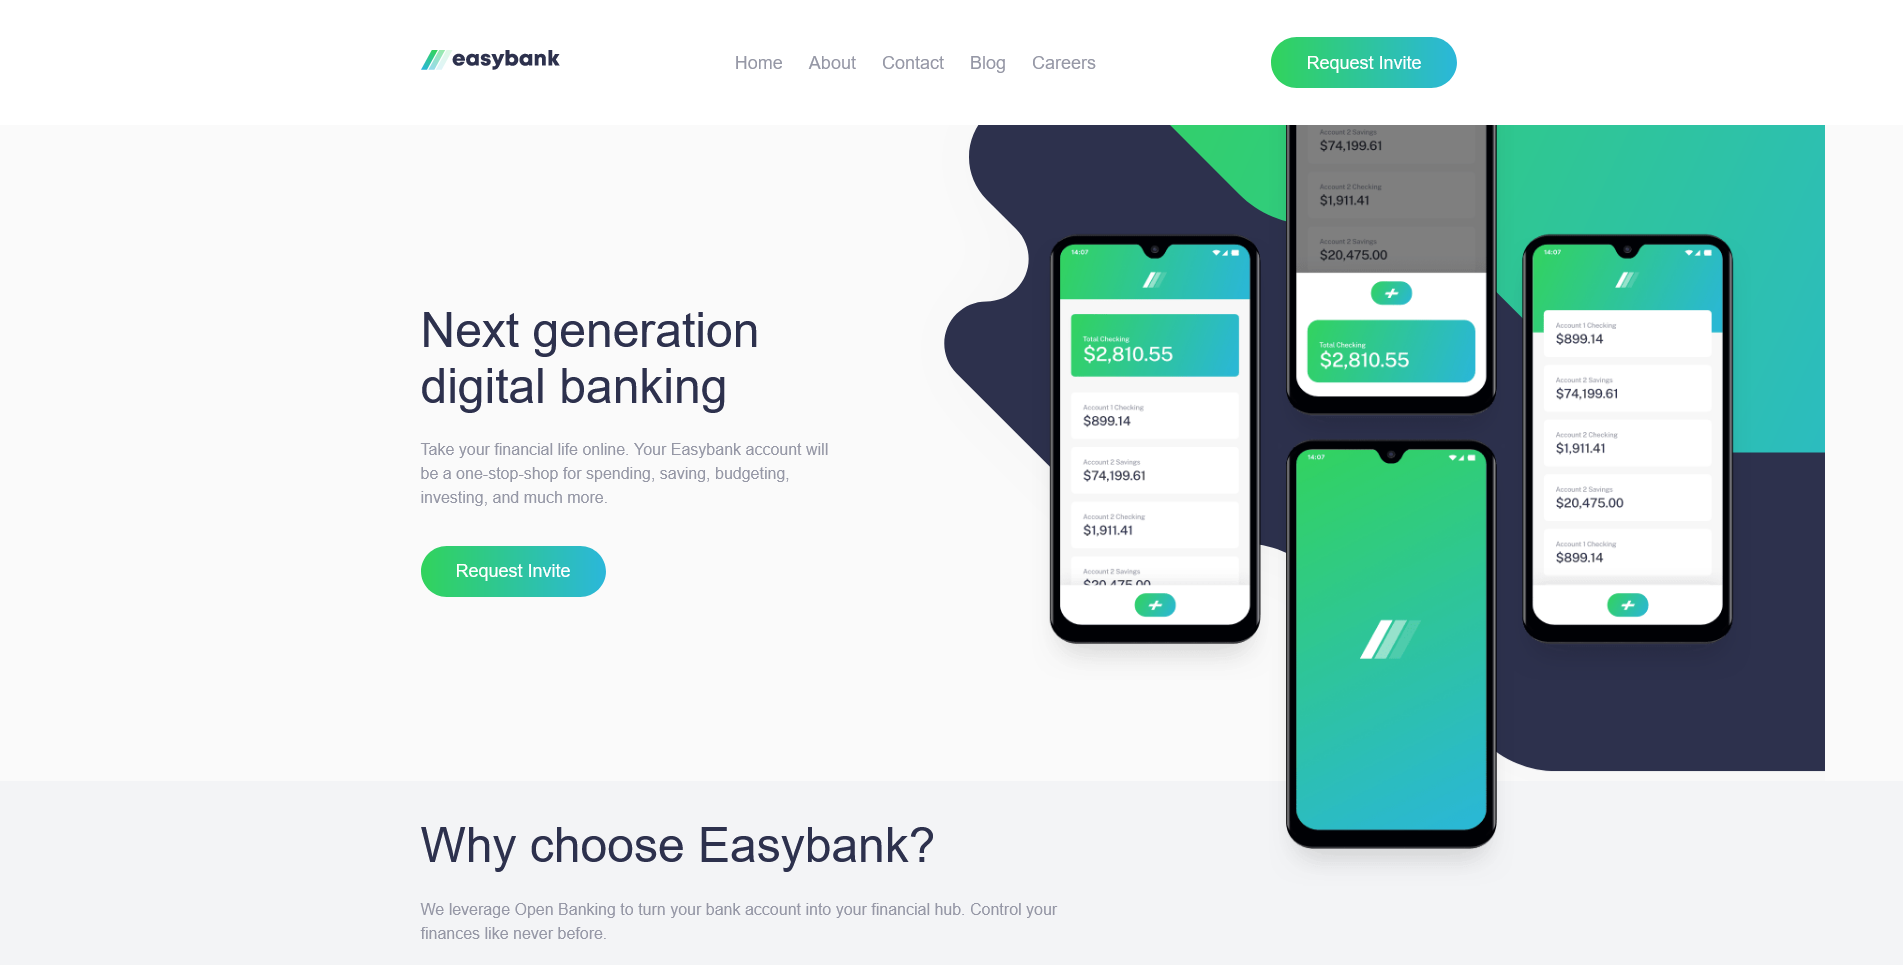 easybank
Home About Contact Blog Careers
Request Invite
Next generation
digital banking
Take your financial life online. Your Easybank account will
be a one-stop-shop for spending, saving, budgeting,
investing, and much more.
Request Invite
14:07
Total Checking
$2,810.55
Account 1 Checking
$899.14
Account 2 Savings
$74,199.61
Account 2 Checking
$1,911.41
Account 2 Savings
$20,475.00
Account 2 Savings
$74,199.61
Account 2 Checking
$1,911.41
Account 2 Savings
$20,475.00
Total Checking
$2,810.55
14:07
14:07
Account 1 Checking
$899.14
Account 2 Savings
$74,199.61
Account 2 Checking
$1,911.41
Account 2 Savings
$20,475.00
Account 1 Checking
$899.14
Why choose Easybank?
We leverage Open Banking to turn your bank account into your financial hub. Control your
finances like never before.